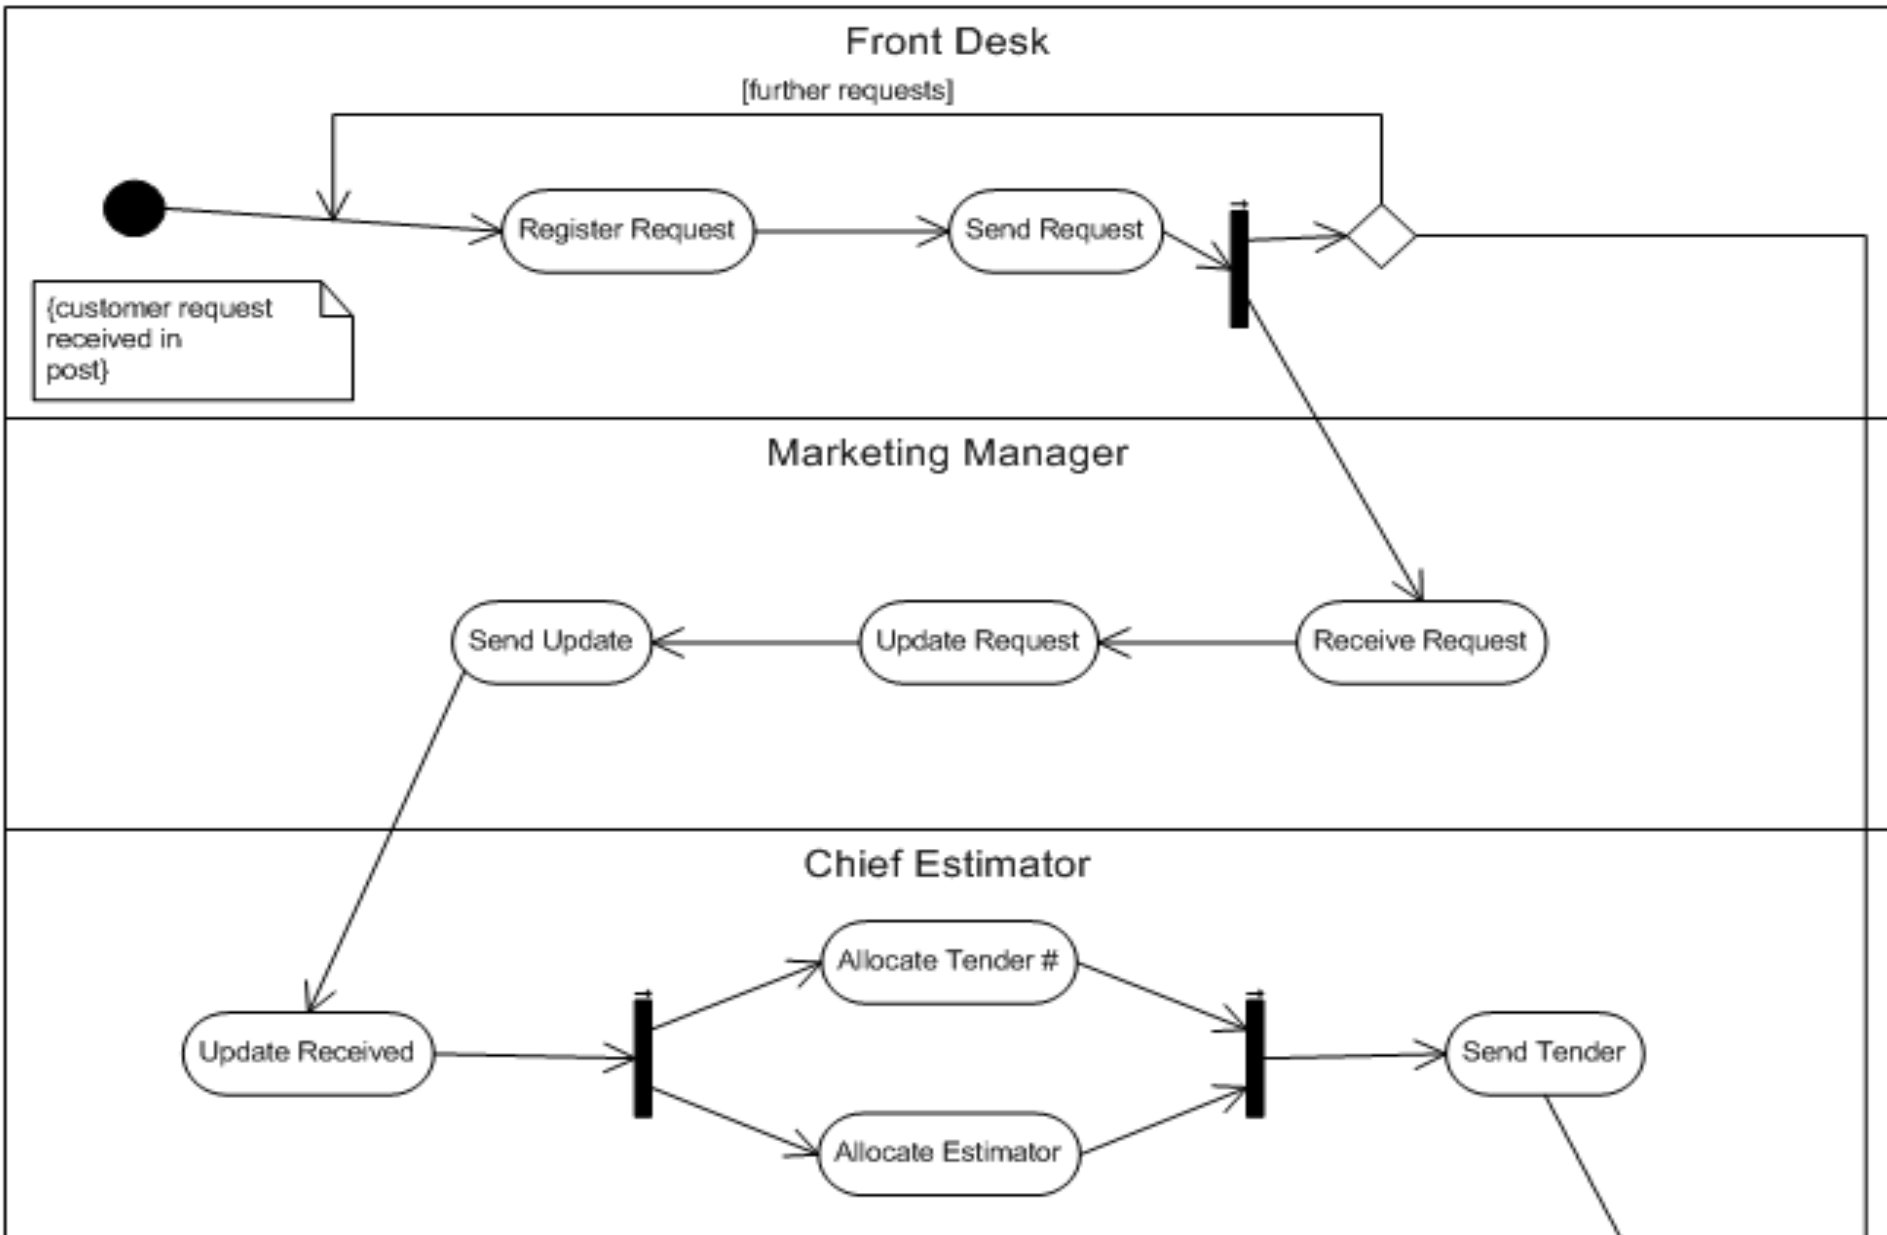 Front Desk
[further requests]
Register Request
Send Request
{customer request
received in
post}
Marketing Manager
Send Update
Update Request
Receive Request
Chief Estimator
Allocate Tender #
Update Received
Send Tender
Allocate Estimator